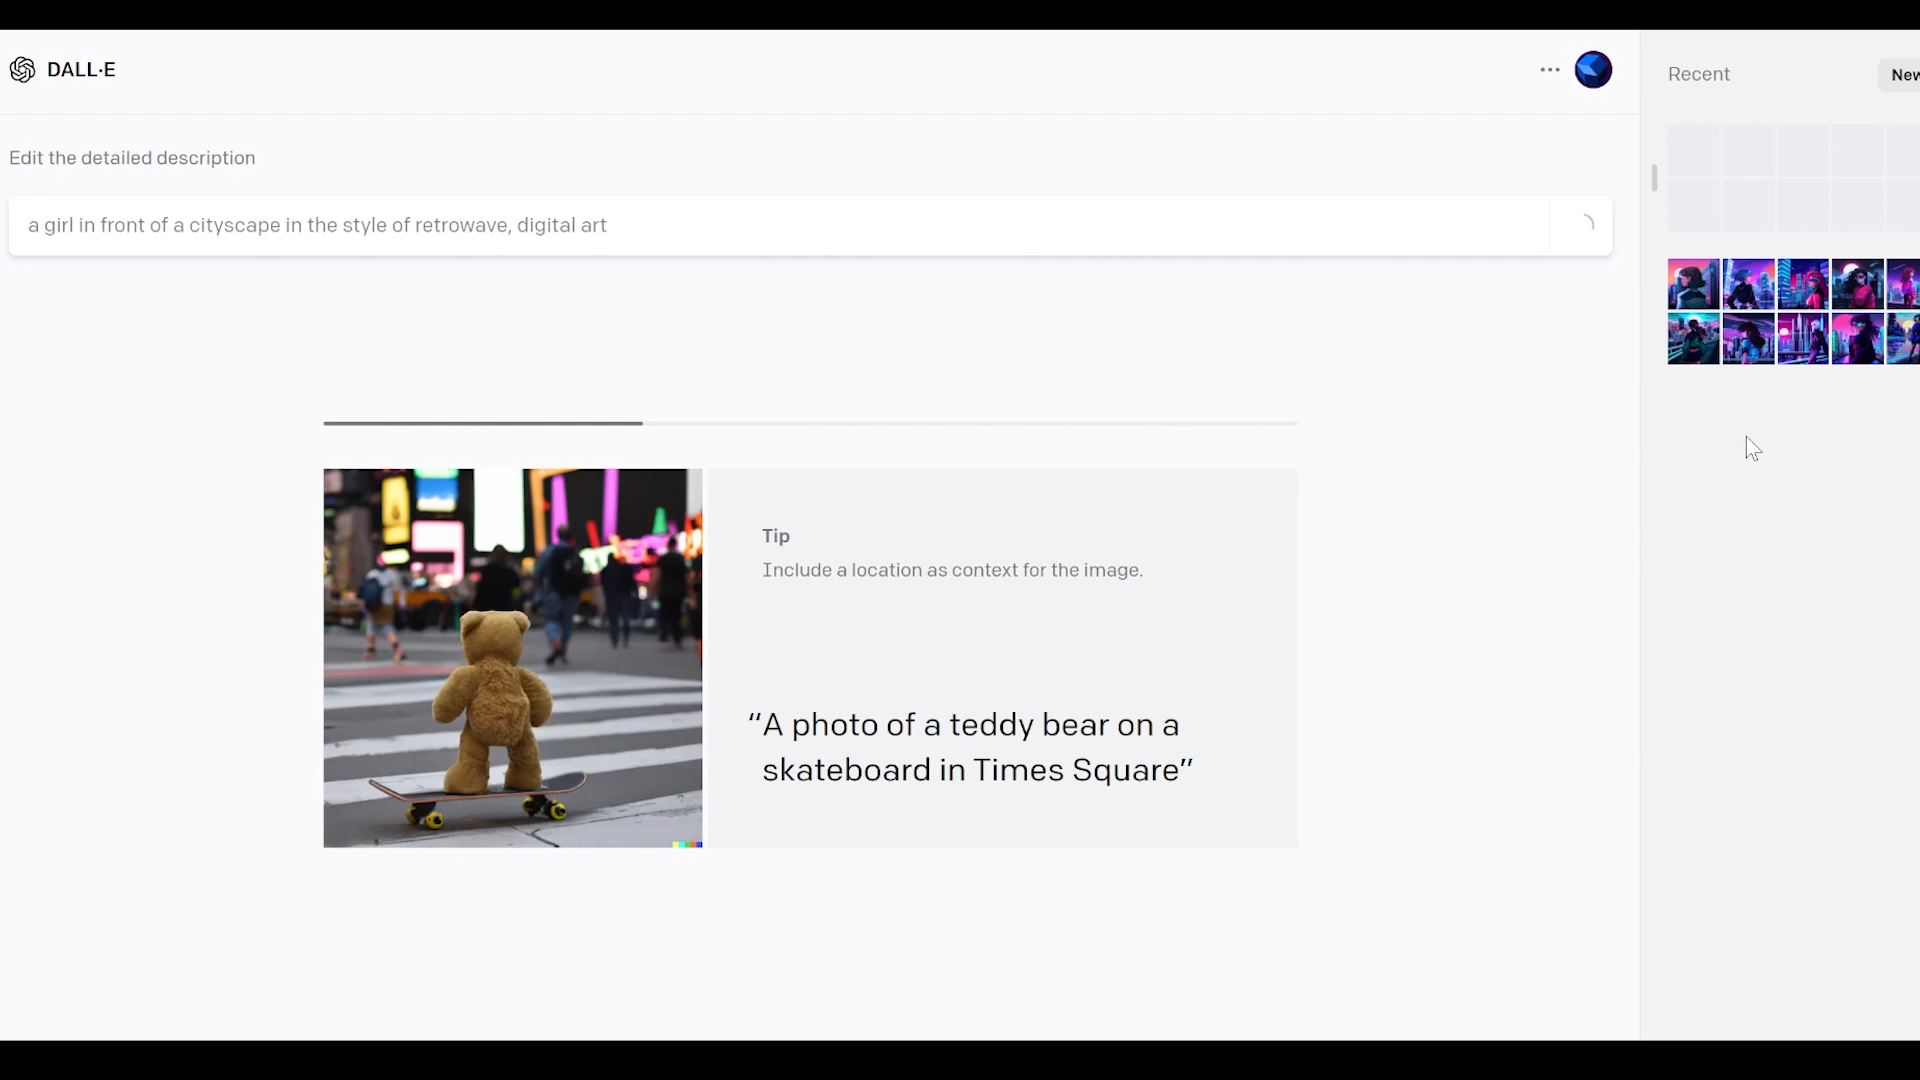 DALL·E
Recent
New
Edit the detailed description
a girl in front of a cityscape in the style of retrowave, digital art
Tip
Include a location as context for the image.
“A photo of a teddy bear on a
skateboard in Times Square”